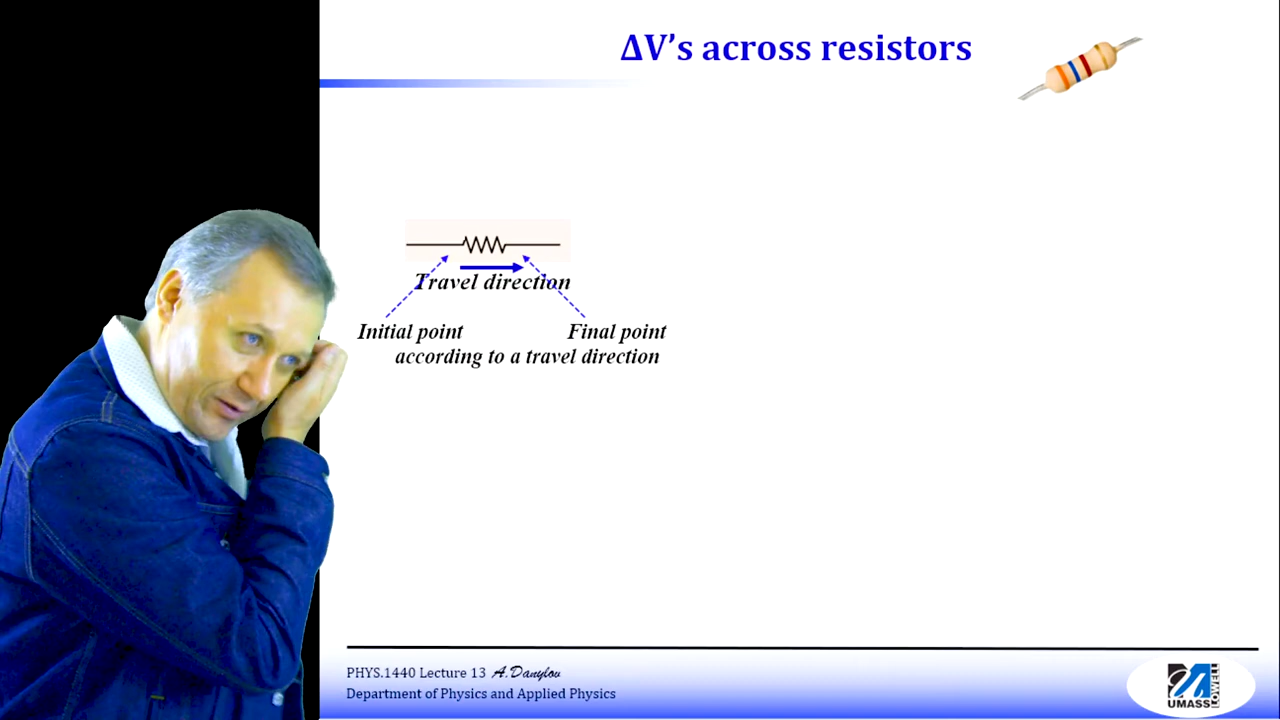 ΔV's across resistors
Travel direction
Initial point
Final point
according to a travel direction
PHYS.1440 Lecture 13 A.Danylov
Department of Physics and Applied Physics
UMASS
LOWELL